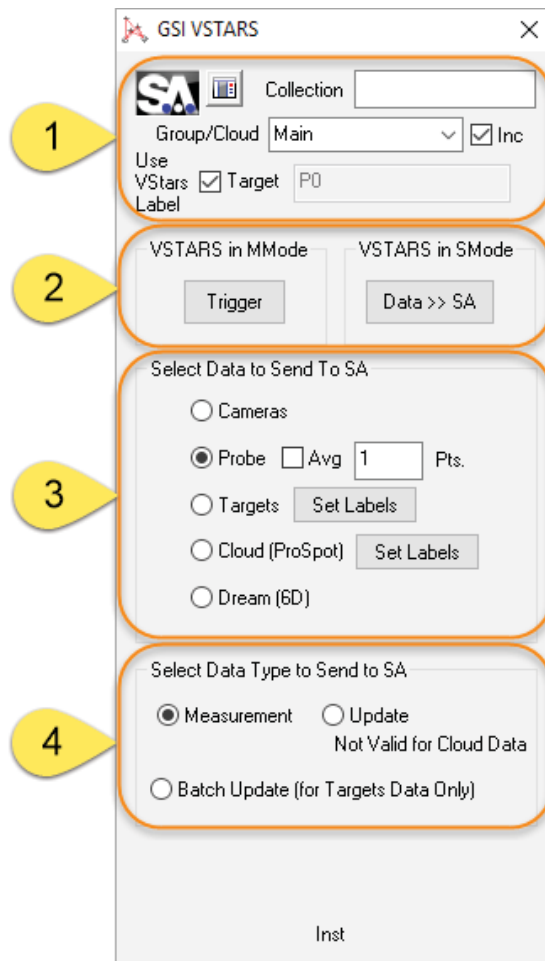 GSI VSTARS
SA
Collection
1
Group/Cloud Main Inc
Use VStars Label
Target P0
VSTARS in MMode VSTARS in SMode
2
Trigger Data >> SA
Select Data to Send To SA
Cameras
Probe Avg 1 Pts.
3
Targets Set Labels
Cloud (ProSpot) Set Labels
Dream (6D)
Select Data Type to Send to SA
Measurement Update
4
Not Valid for Cloud Data
Batch Update (for Targets Data Only)
Inst